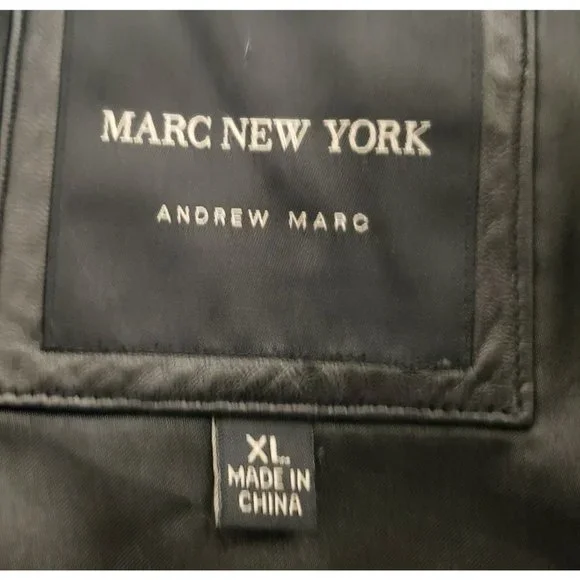 MARC NEW YORK
ANDREW MARC
XL
MADE IN
CHINA